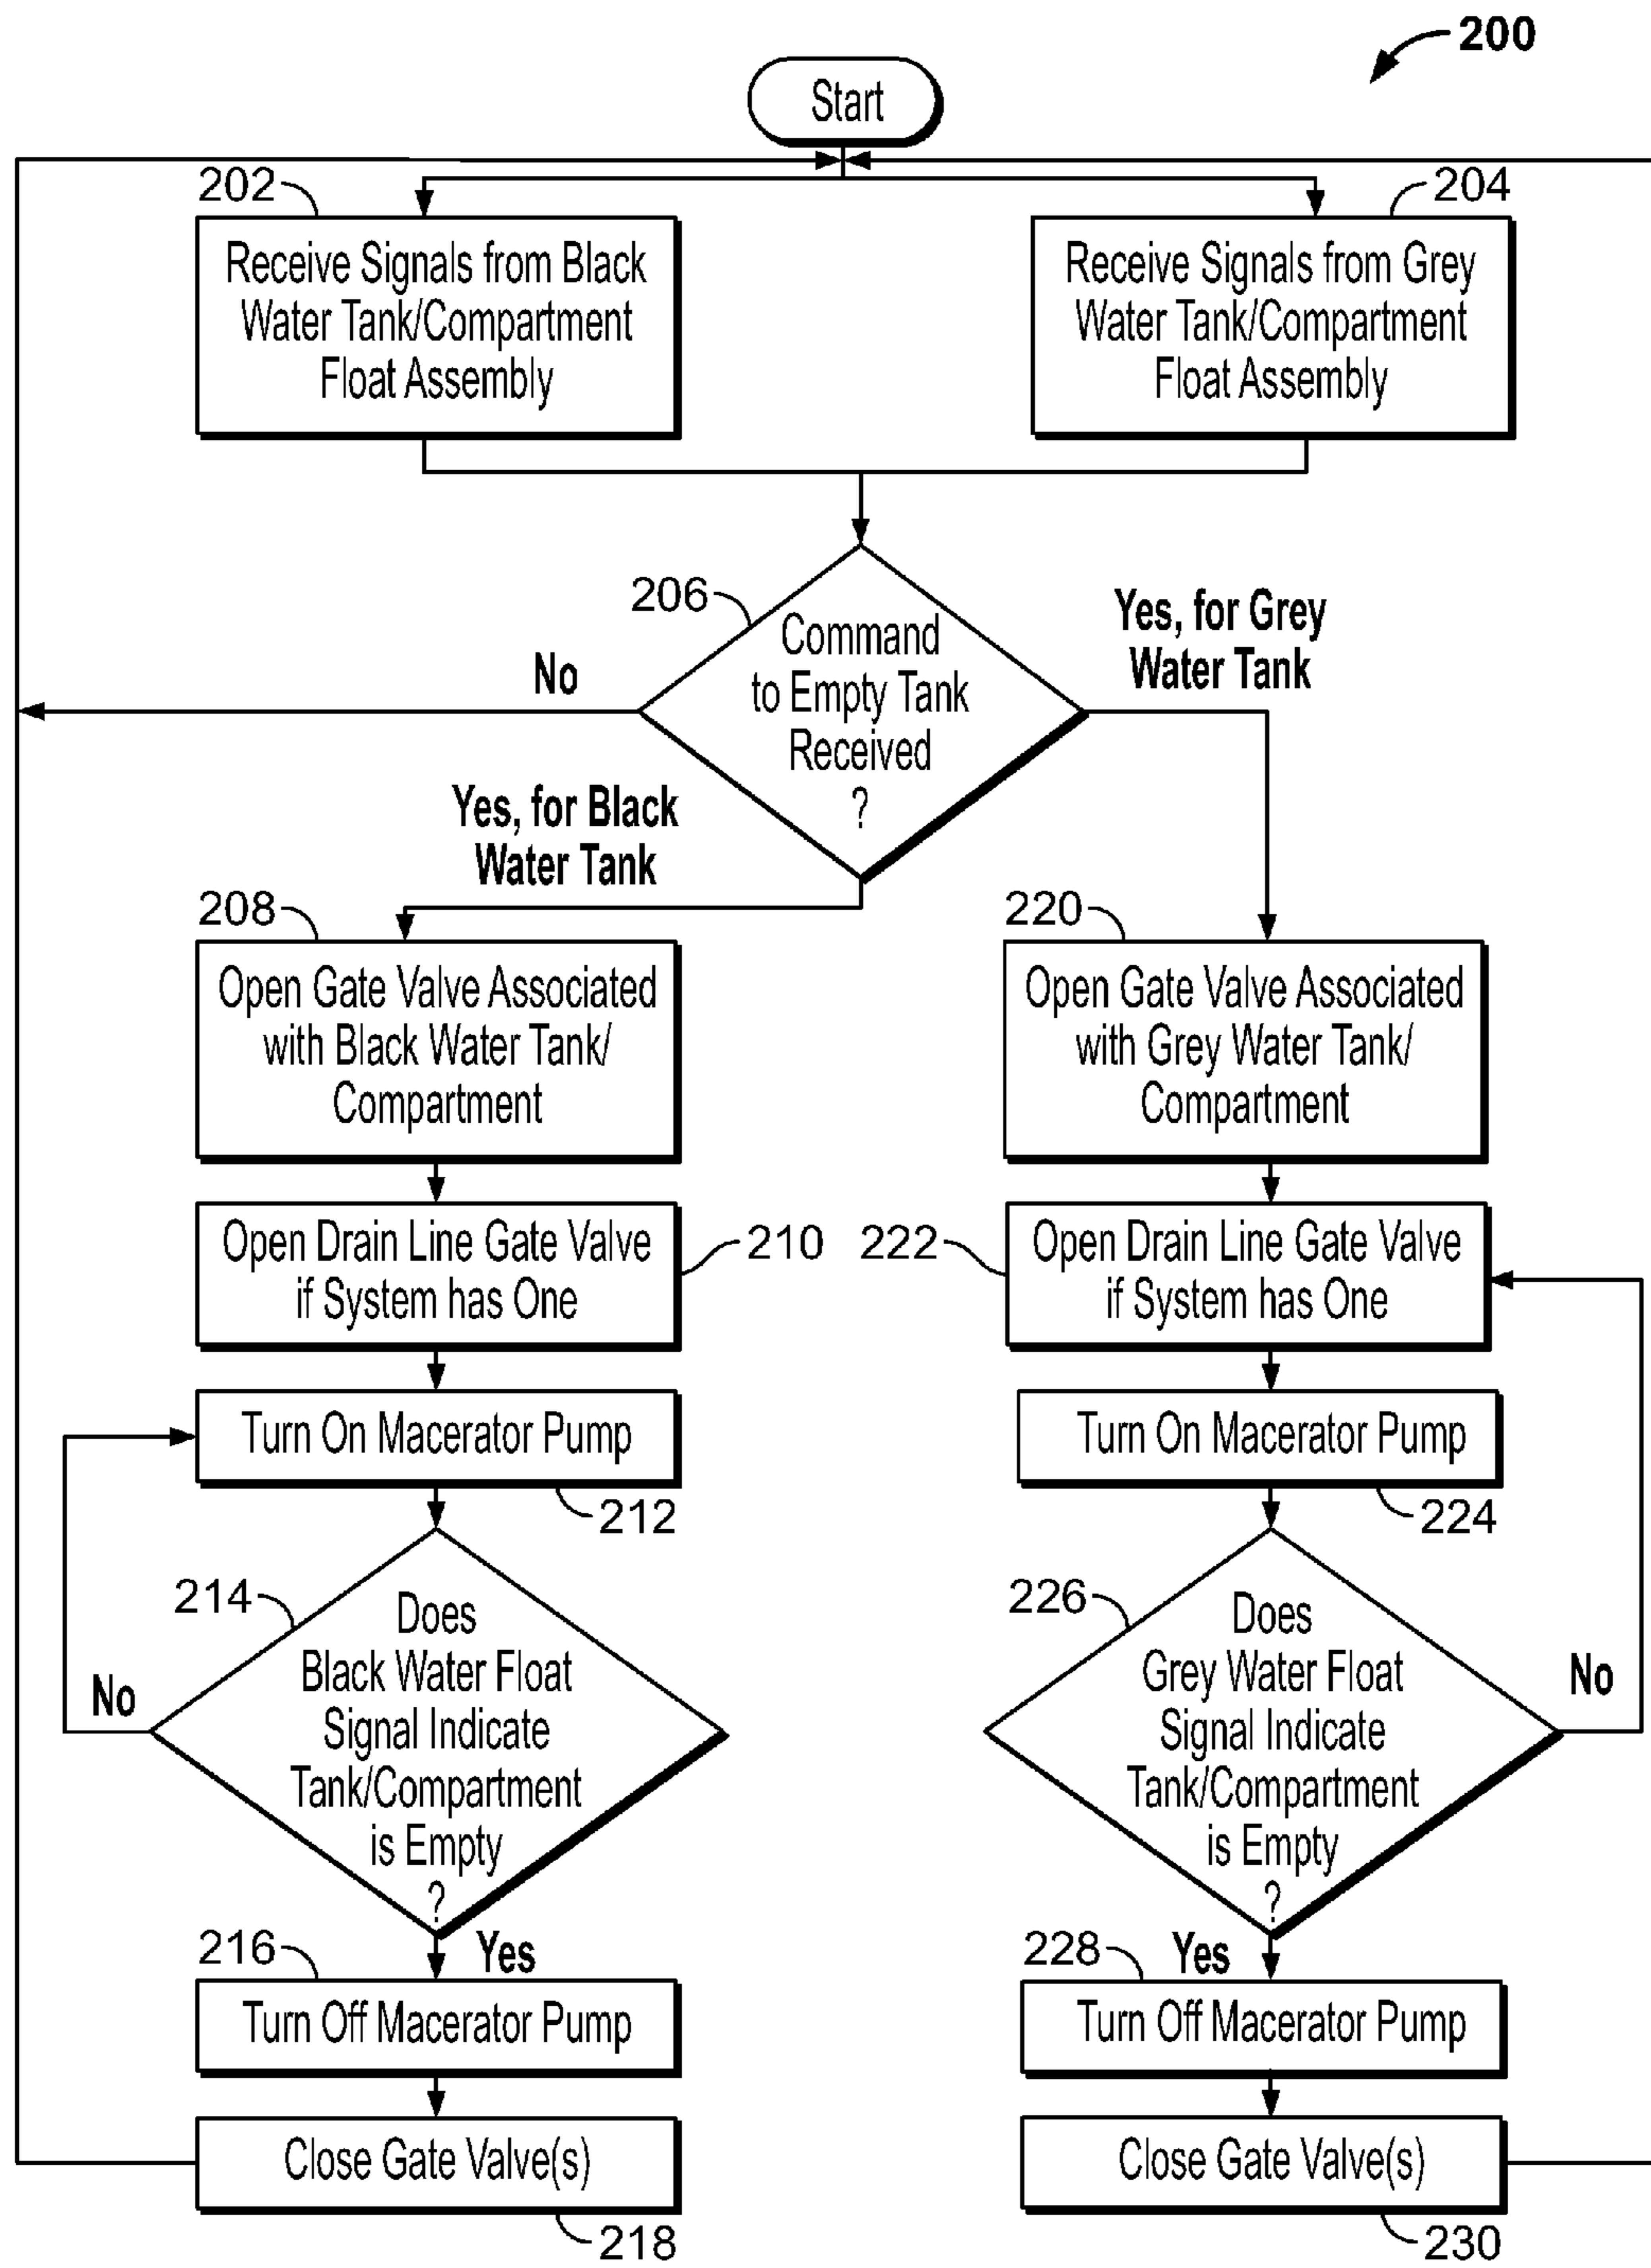 200
Start
202
204
Receive Signals from Black
Water Tank/Compartment
Float Assembly
Receive Signals from Grey
Water Tank/Compartment
Float Assembly
206
Command
to Empty Tank
Received
?
No
Yes, for Grey
Water Tank
Yes, for Black
Water Tank
208
Open Gate Valve Associated
with Black Water Tank/
Compartment
220
Open Gate Valve Associated
with Grey Water Tank/
Compartment
Open Drain Line Gate Valve
if System has One
210
222
Open Drain Line Gate Valve
if System has One
Turn On Macerator Pump
212
Turn On Macerator Pump
224
214
Does
Black Water Float
Signal Indicate
Tank/Compartment
is Empty
?
No
226
Does
Grey Water Float
Signal Indicate
Tank/Compartment
is Empty
?
No
216
Yes
Turn Off Macerator Pump
228
Yes
Turn Off Macerator Pump
Close Gate Valve(s)
218
Close Gate Valve(s)
230